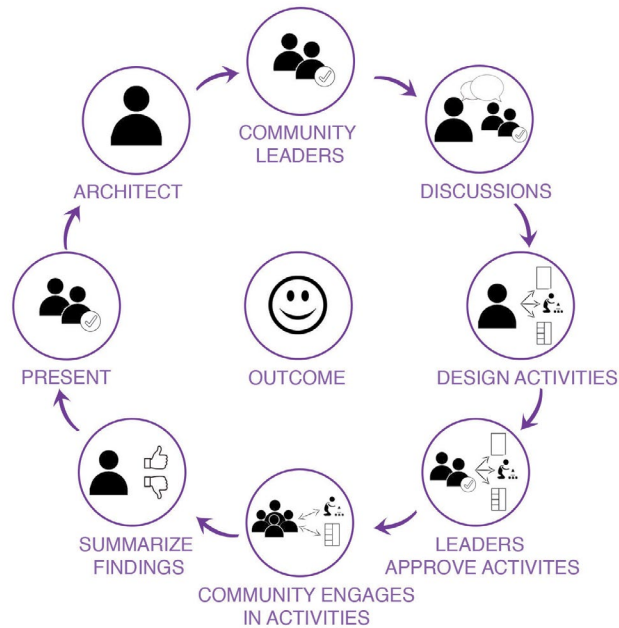 COMMUNITY
LEADERS
ARCHITECT
DISCUSSIONS
PRESENT
OUTCOME
DESIGN ACTIVITIES
SUMMARIZE
FINDINGS
LEADERS
APPROVE ACTIVITES
COMMUNITY ENGAGES
IN ACTIVITIES